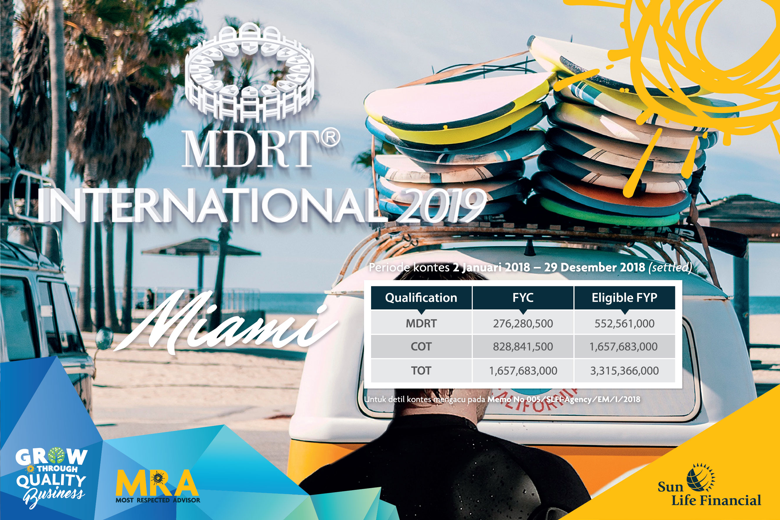 MDRT®
INTERNATIONAL 2019
Miami
Periode kontes 2 Januari 2018 – 29 Desember 2018 (settled)
Qualification FYC Eligible FYP
MDRT 276,280,500 552,561,000
COT 828,841,500 1,657,683,000
TOT 1,657,683,000 3,315,366,000
CALIFORNIA
Untuk detil kontes mengacu pada Memo No 005/SLFI-Agency/EM/I/2018
GROW
THROUGH
QUALITY
Business
MRA
MOST RESPECTED ADVISOR
Sun
Life Financial